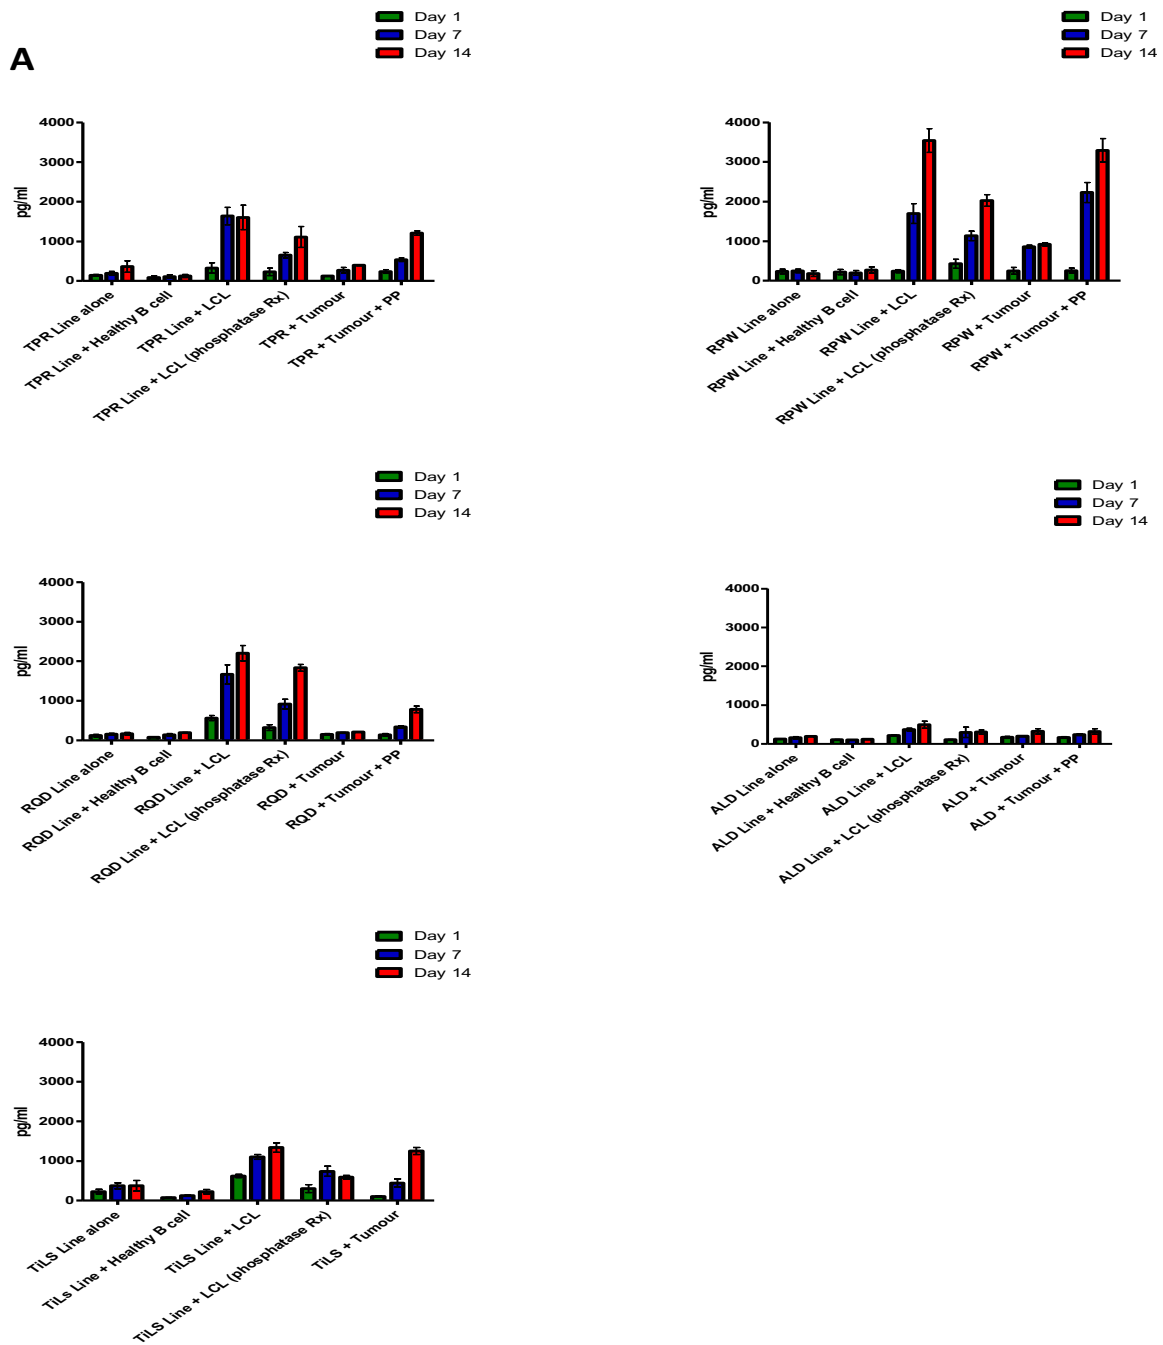 A
Day 1
Day 7
Day 14
4000
3000
2000
1000
0
pg/ml
TPR Line alone
TPR Line + Healthy B cell
TPR Line + LCL
TPR Line + LCL (phosphatase Rx)
TPR + Tumour
TPR + Tumour + PP
Day 1
Day 7
Day 14
4000
3000
2000
1000
0
pg/ml
RPW Line alone
RPW Line + Healthy B cell
RPW Line + LCL
RPW Line + LCL (phosphatase Rx)
RPW + Tumour
RPW + Tumour + PP
Day 1
Day 7
Day 14
4000
3000
2000
1000
0
pg/ml
RQD Line alone
RQD Line + Healthy B cell
RQD Line + LCL
RQD Line + LCL (phosphatase Rx)
RQD + Tumour
RQD + Tumour + PP
Day 1
Day 7
Day 14
4000
3000
2000
1000
0
pg/ml
ALD Line alone
ALD Line + Healthy B cell
ALD Line + LCL
ALD Line + LCL (phosphatase Rx)
ALD + Tumour
ALD + Tumour + PP
Day 1
Day 7
Day 14
4000
3000
2000
1000
0
pg/ml
TiLS Line alone
TiLs Line + Healthy B cell
TiLS Line + LCL
TiLS Line + LCL (phosphatase Rx)
TiLS + Tumour